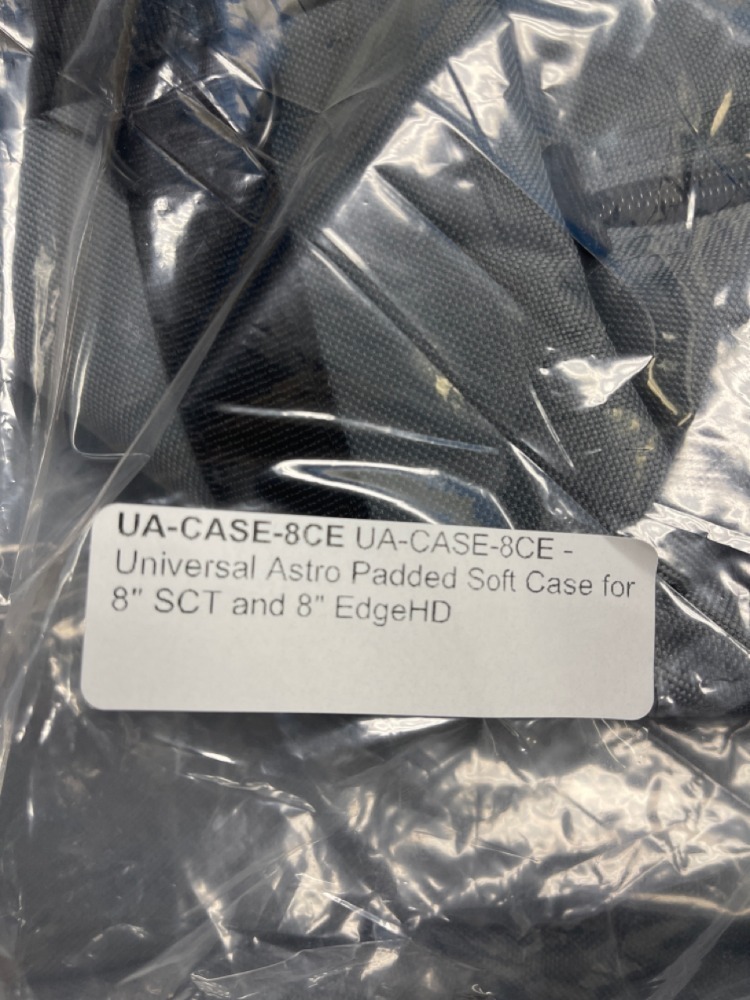 UA-CASE-8CE UA-CASE-8CE -
Universal Astro Padded Soft Case for
8" SCT and 8" EdgeHD